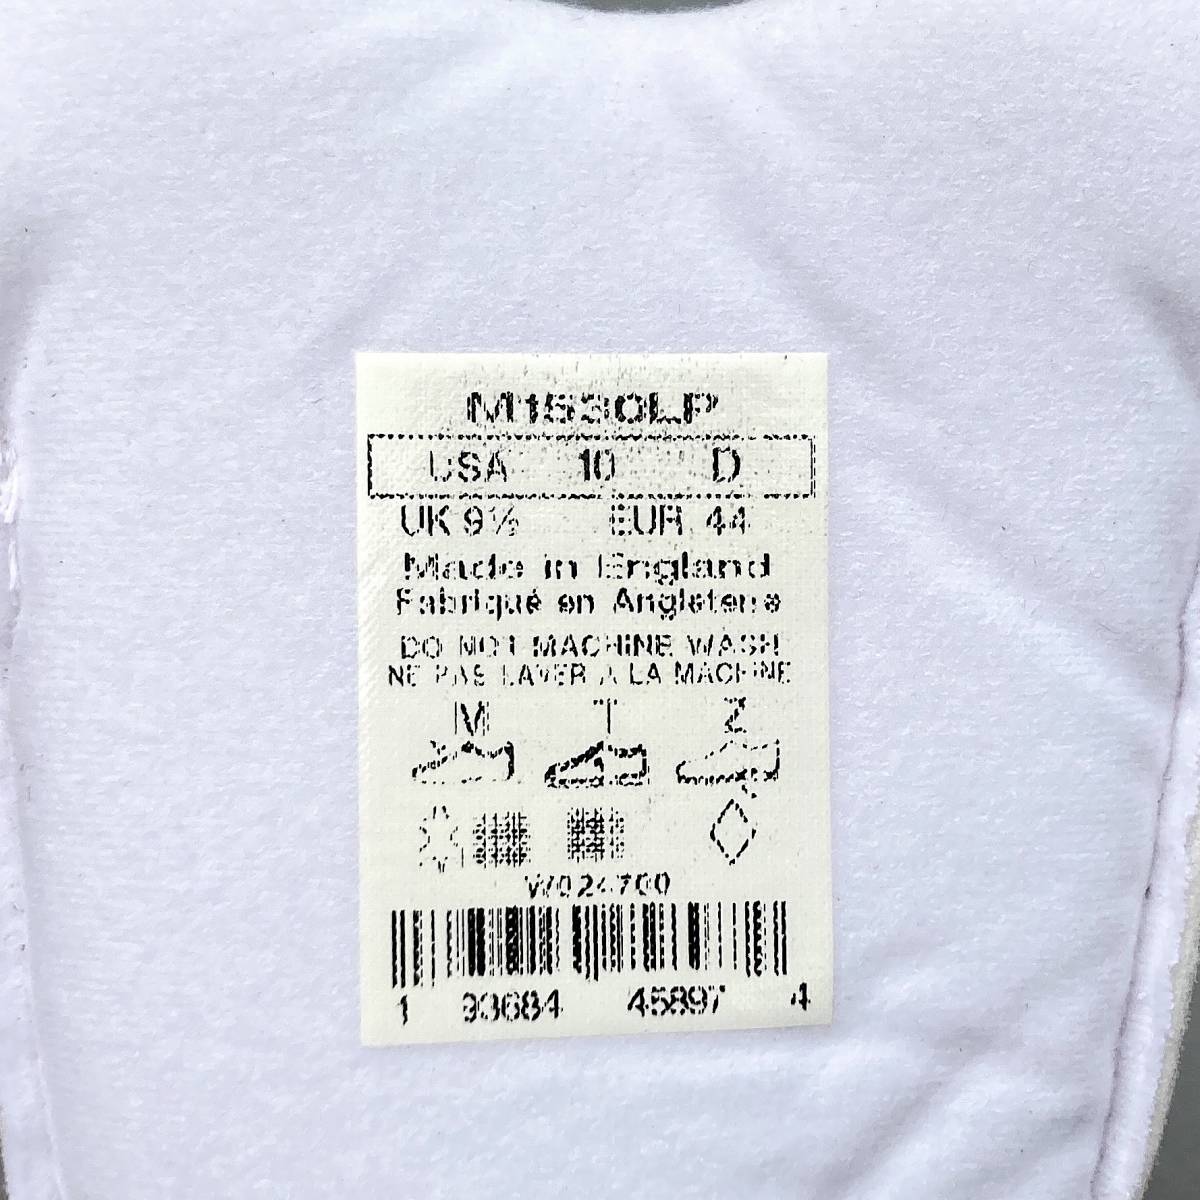 M1530LP
USA 10 D
UK 9½ EUR 44
Made in England
Fabriqué en Angleterre
DO NOT MACHINE WASH
NE PAS LAVER A LA MACHINE
M T Z
W024700
1 93684 45897 4